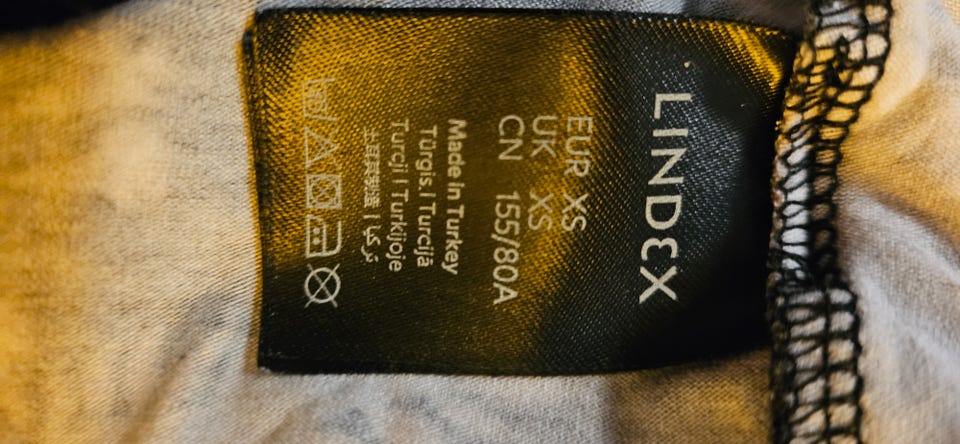 LINDEX
EUR XS
UK XS
CN 155/80A
Made in Turkey
Türgis | Turcijā
Turcji | Turkijoje
土耳其制造 | تركيا